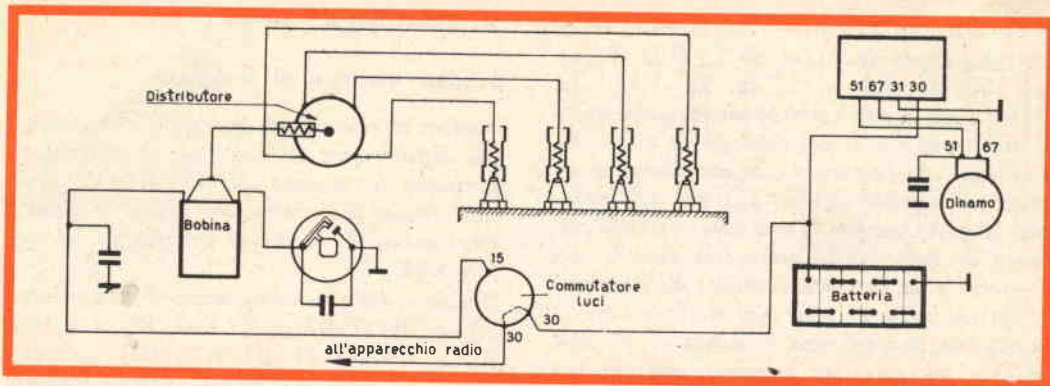 Distributore
Bobina
15
Commutatore
luci
30
30
all'apparecchio radio
51 67 31 30
51
67
Dinamo
Batteria